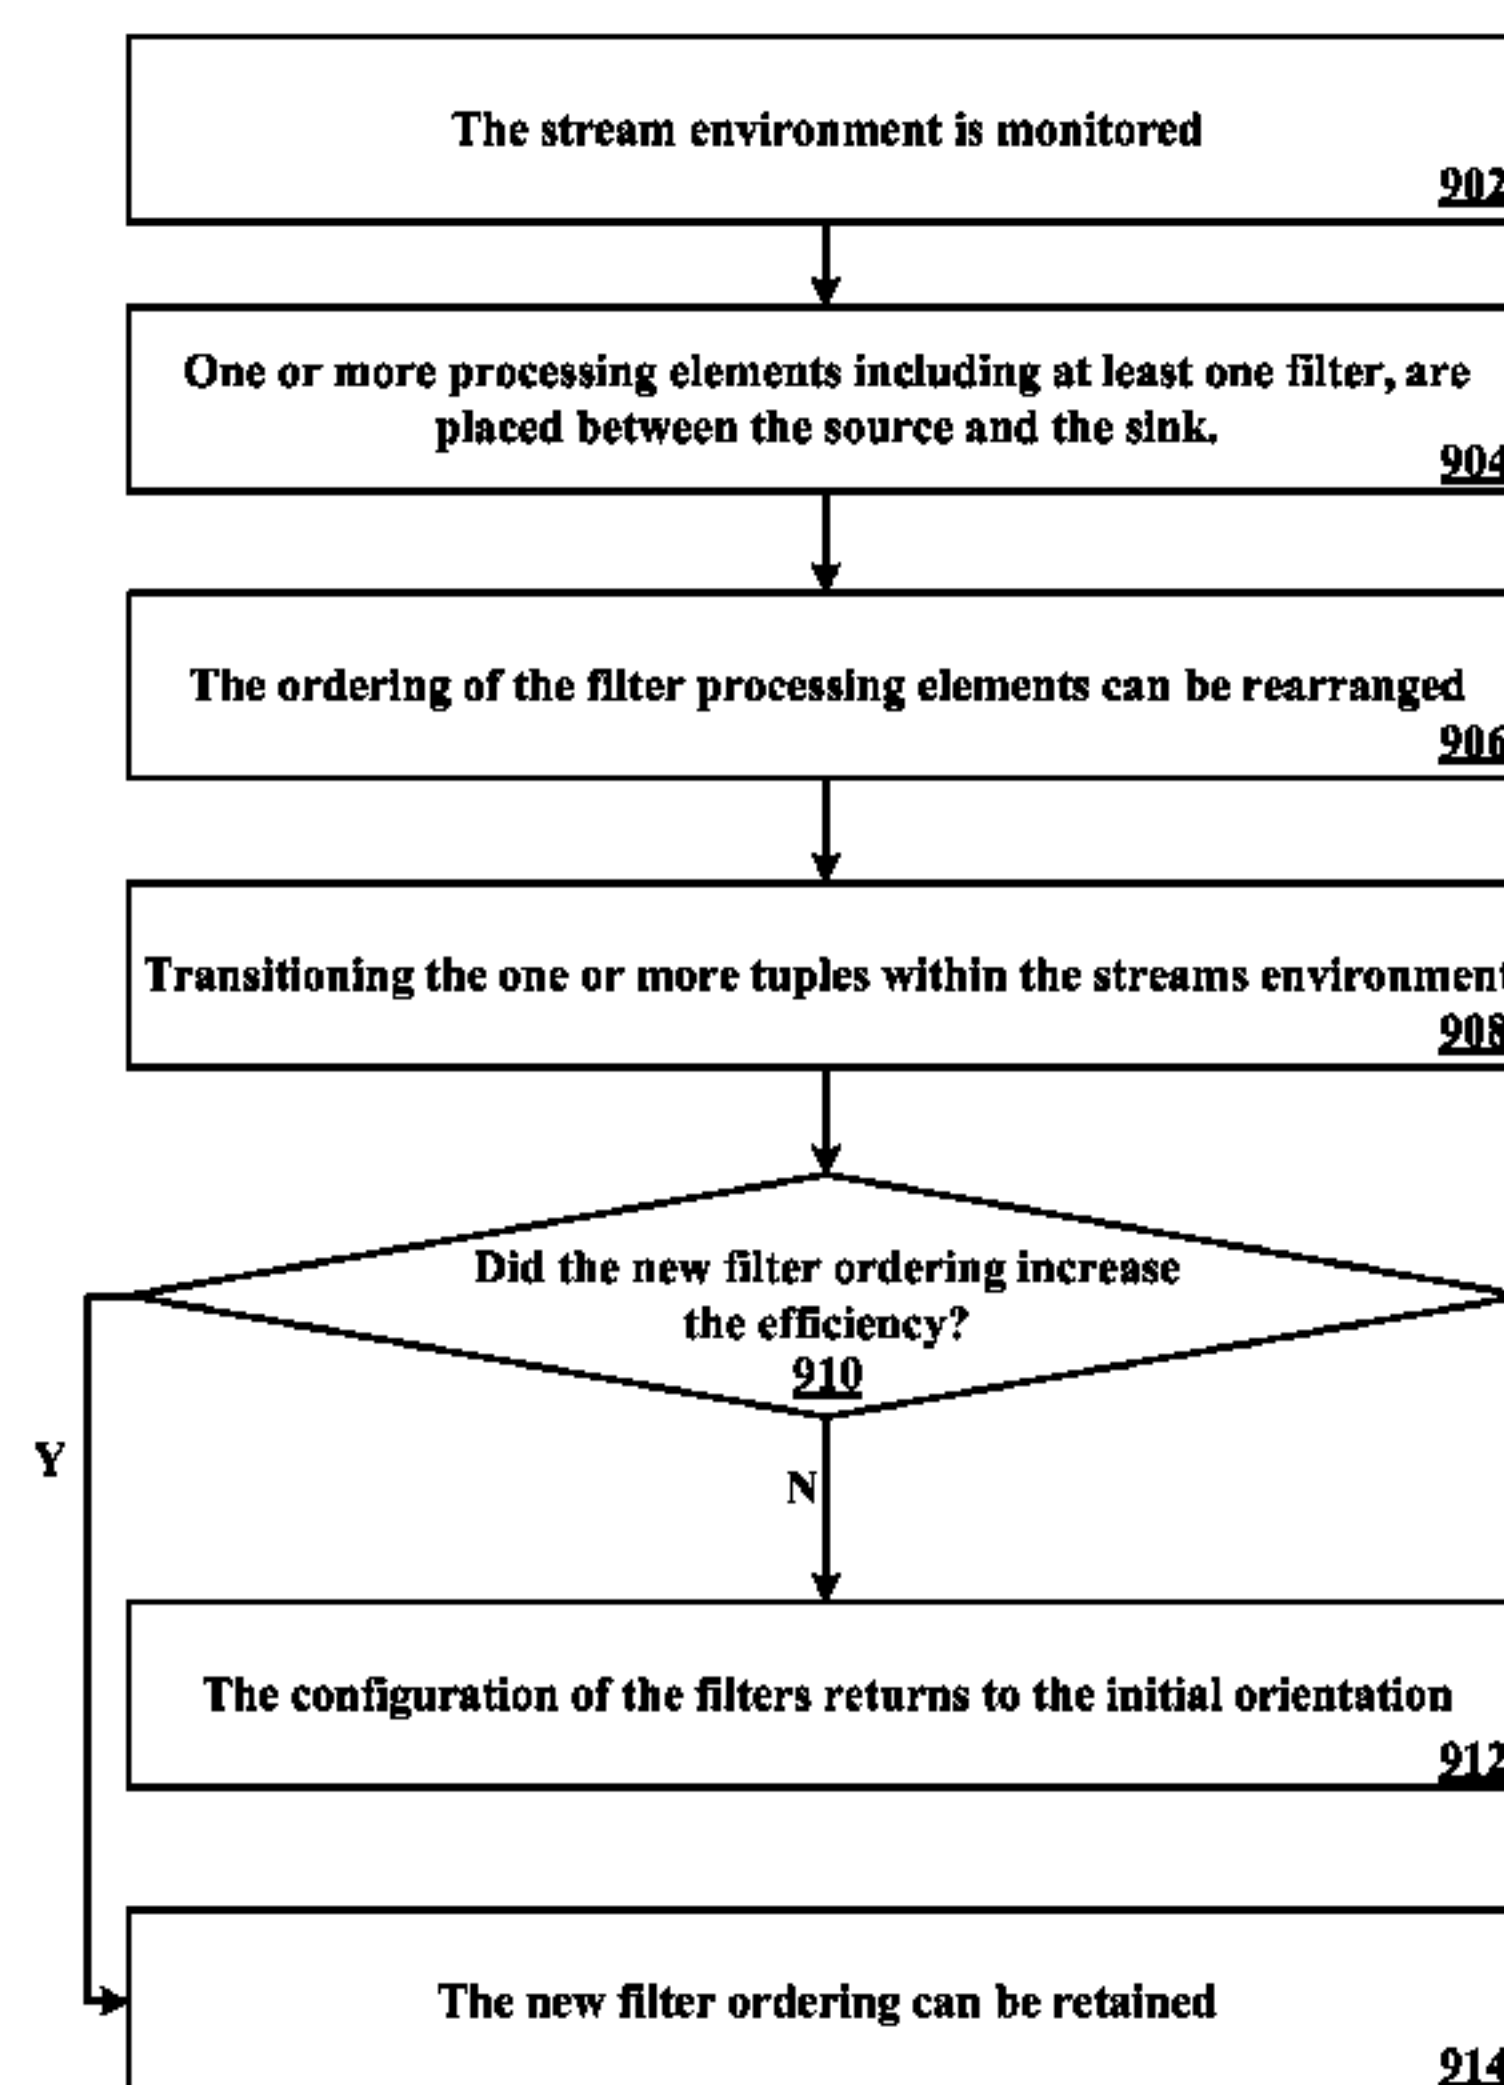 The stream environment is monitored
902
One or more processing elements including at least one filter, are
placed between the source and the sink.
904
The ordering of the filter processing elements can be rearranged
906
Transitioning the one or more tuples within the streams environment
908
Did the new filter ordering increase
the efficiency?
910
Y
N
The configuration of the filters returns to the initial orientation
912
The new filter ordering can be retained
914